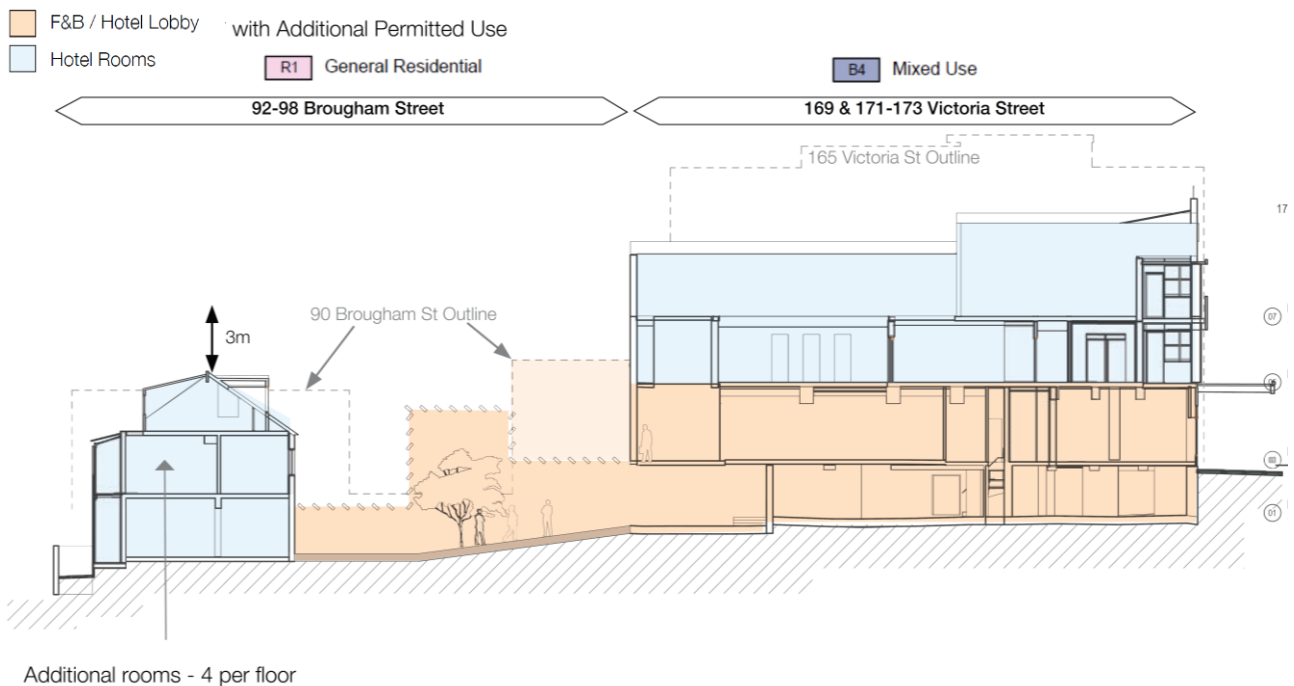 F&B / Hotel Lobby
with Additional Permitted Use
Hotel Rooms
R1 General Residential
B4 Mixed Use
92-98 Brougham Street
169 & 171-173 Victoria Street
165 Victoria St Outline
17
90 Brougham St Outline
3m
07
01
Additional rooms - 4 per floor